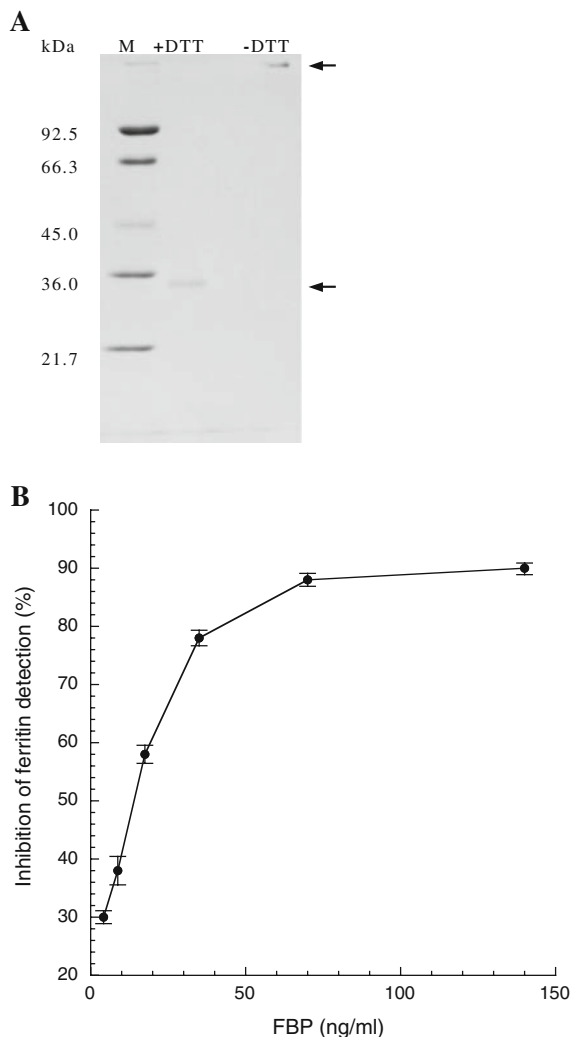 A
kDa M +DTT -DTT
92.5
66.3
45.0
36.0
21.7
B
100
90
80
70
60
50
40
30
20
0 50 100 150
Inhibition of ferritin detection (%)
FBP (ng/ml)